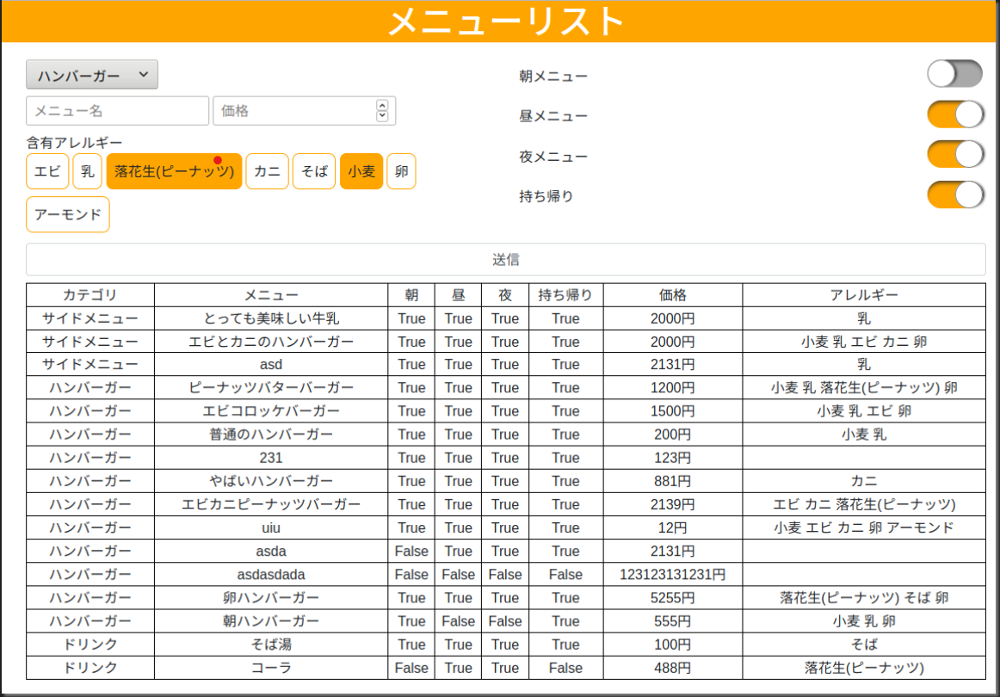 メニューリスト
ハンバーガー
朝メニュー
メニュー名 価格
昼メニュー
含有アレルギー
夜メニュー
エビ 乳 落花生(ピーナッツ) カニ そば 小麦 卵
持ち帰り
アーモンド
送信
カテゴリ メニュー 朝 昼 夜 持ち帰り 価格 アレルギー
サイドメニュー とっても美味しい牛乳 True True True True 2000円 乳
サイドメニュー エビとカニのハンバーガー True True True True 2000円 小麦 乳 エビ カニ 卵
サイドメニュー asd True True True True 2131円 乳
ハンバーガー ピーナッツバターバーガー True True True True 1200円 小麦 乳 落花生(ピーナッツ) 卵
ハンバーガー エビコロッケバーガー True True True True 1500円 小麦 乳 エビ 卵
ハンバーガー 普通のハンバーガー True True True True 200円 小麦 乳
ハンバーガー 231 True True True True 123円
ハンバーガー やばいハンバーガー True True True True 881円 カニ
ハンバーガー エビカニピーナッツバーガー True True True True 2139円 エビ カニ 落花生(ピーナッツ)
ハンバーガー uiu True True True True 12円 小麦 エビ カニ 卵 アーモンド
ハンバーガー asda False True True True 2131円
ハンバーガー asdasdada False False False False 123123131231円
ハンバーガー 卵ハンバーガー True True True True 5255円 落花生(ピーナッツ) そば 卵
ハンバーガー 朝ハンバーガー True False False True 555円 小麦 乳 卵
ドリンク そば湯 True True True True 100円 そば
ドリンク コーラ False True True False 488円 落花生(ピーナッツ)